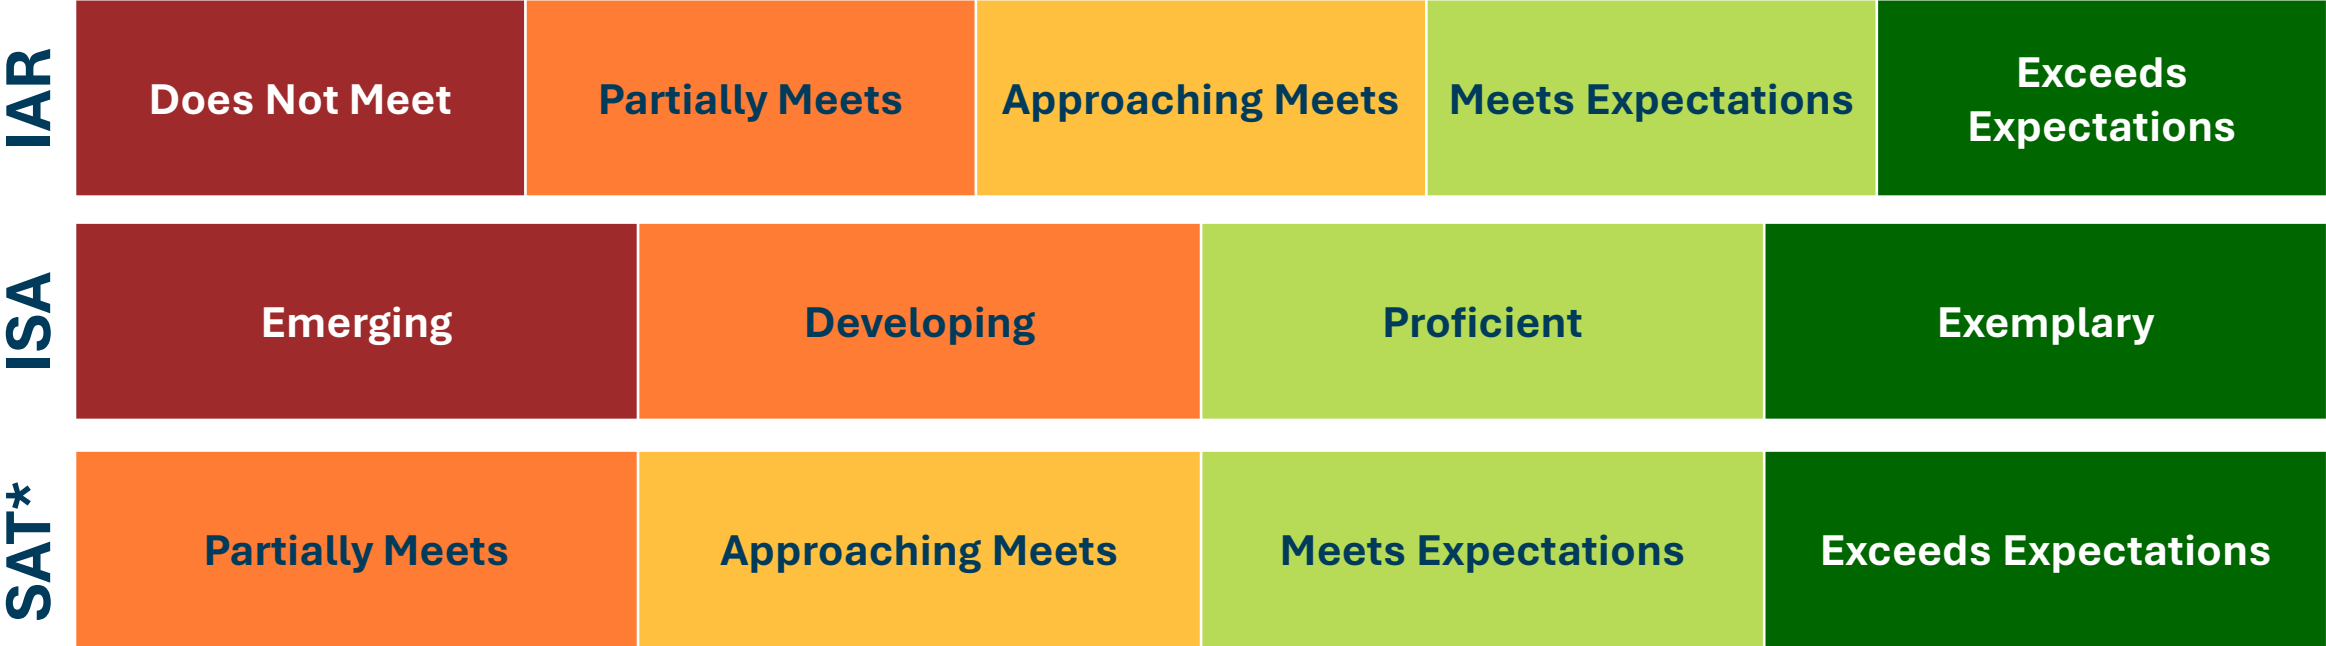 IAR
Does Not Meet
Partially Meets
Approaching Meets
Meets Expectations
Exceeds
Expectations
ISA
Emerging
Developing
Proficient
Exemplary
SAT*
Partially Meets
Approaching Meets
Meets Expectations
Exceeds Expectations